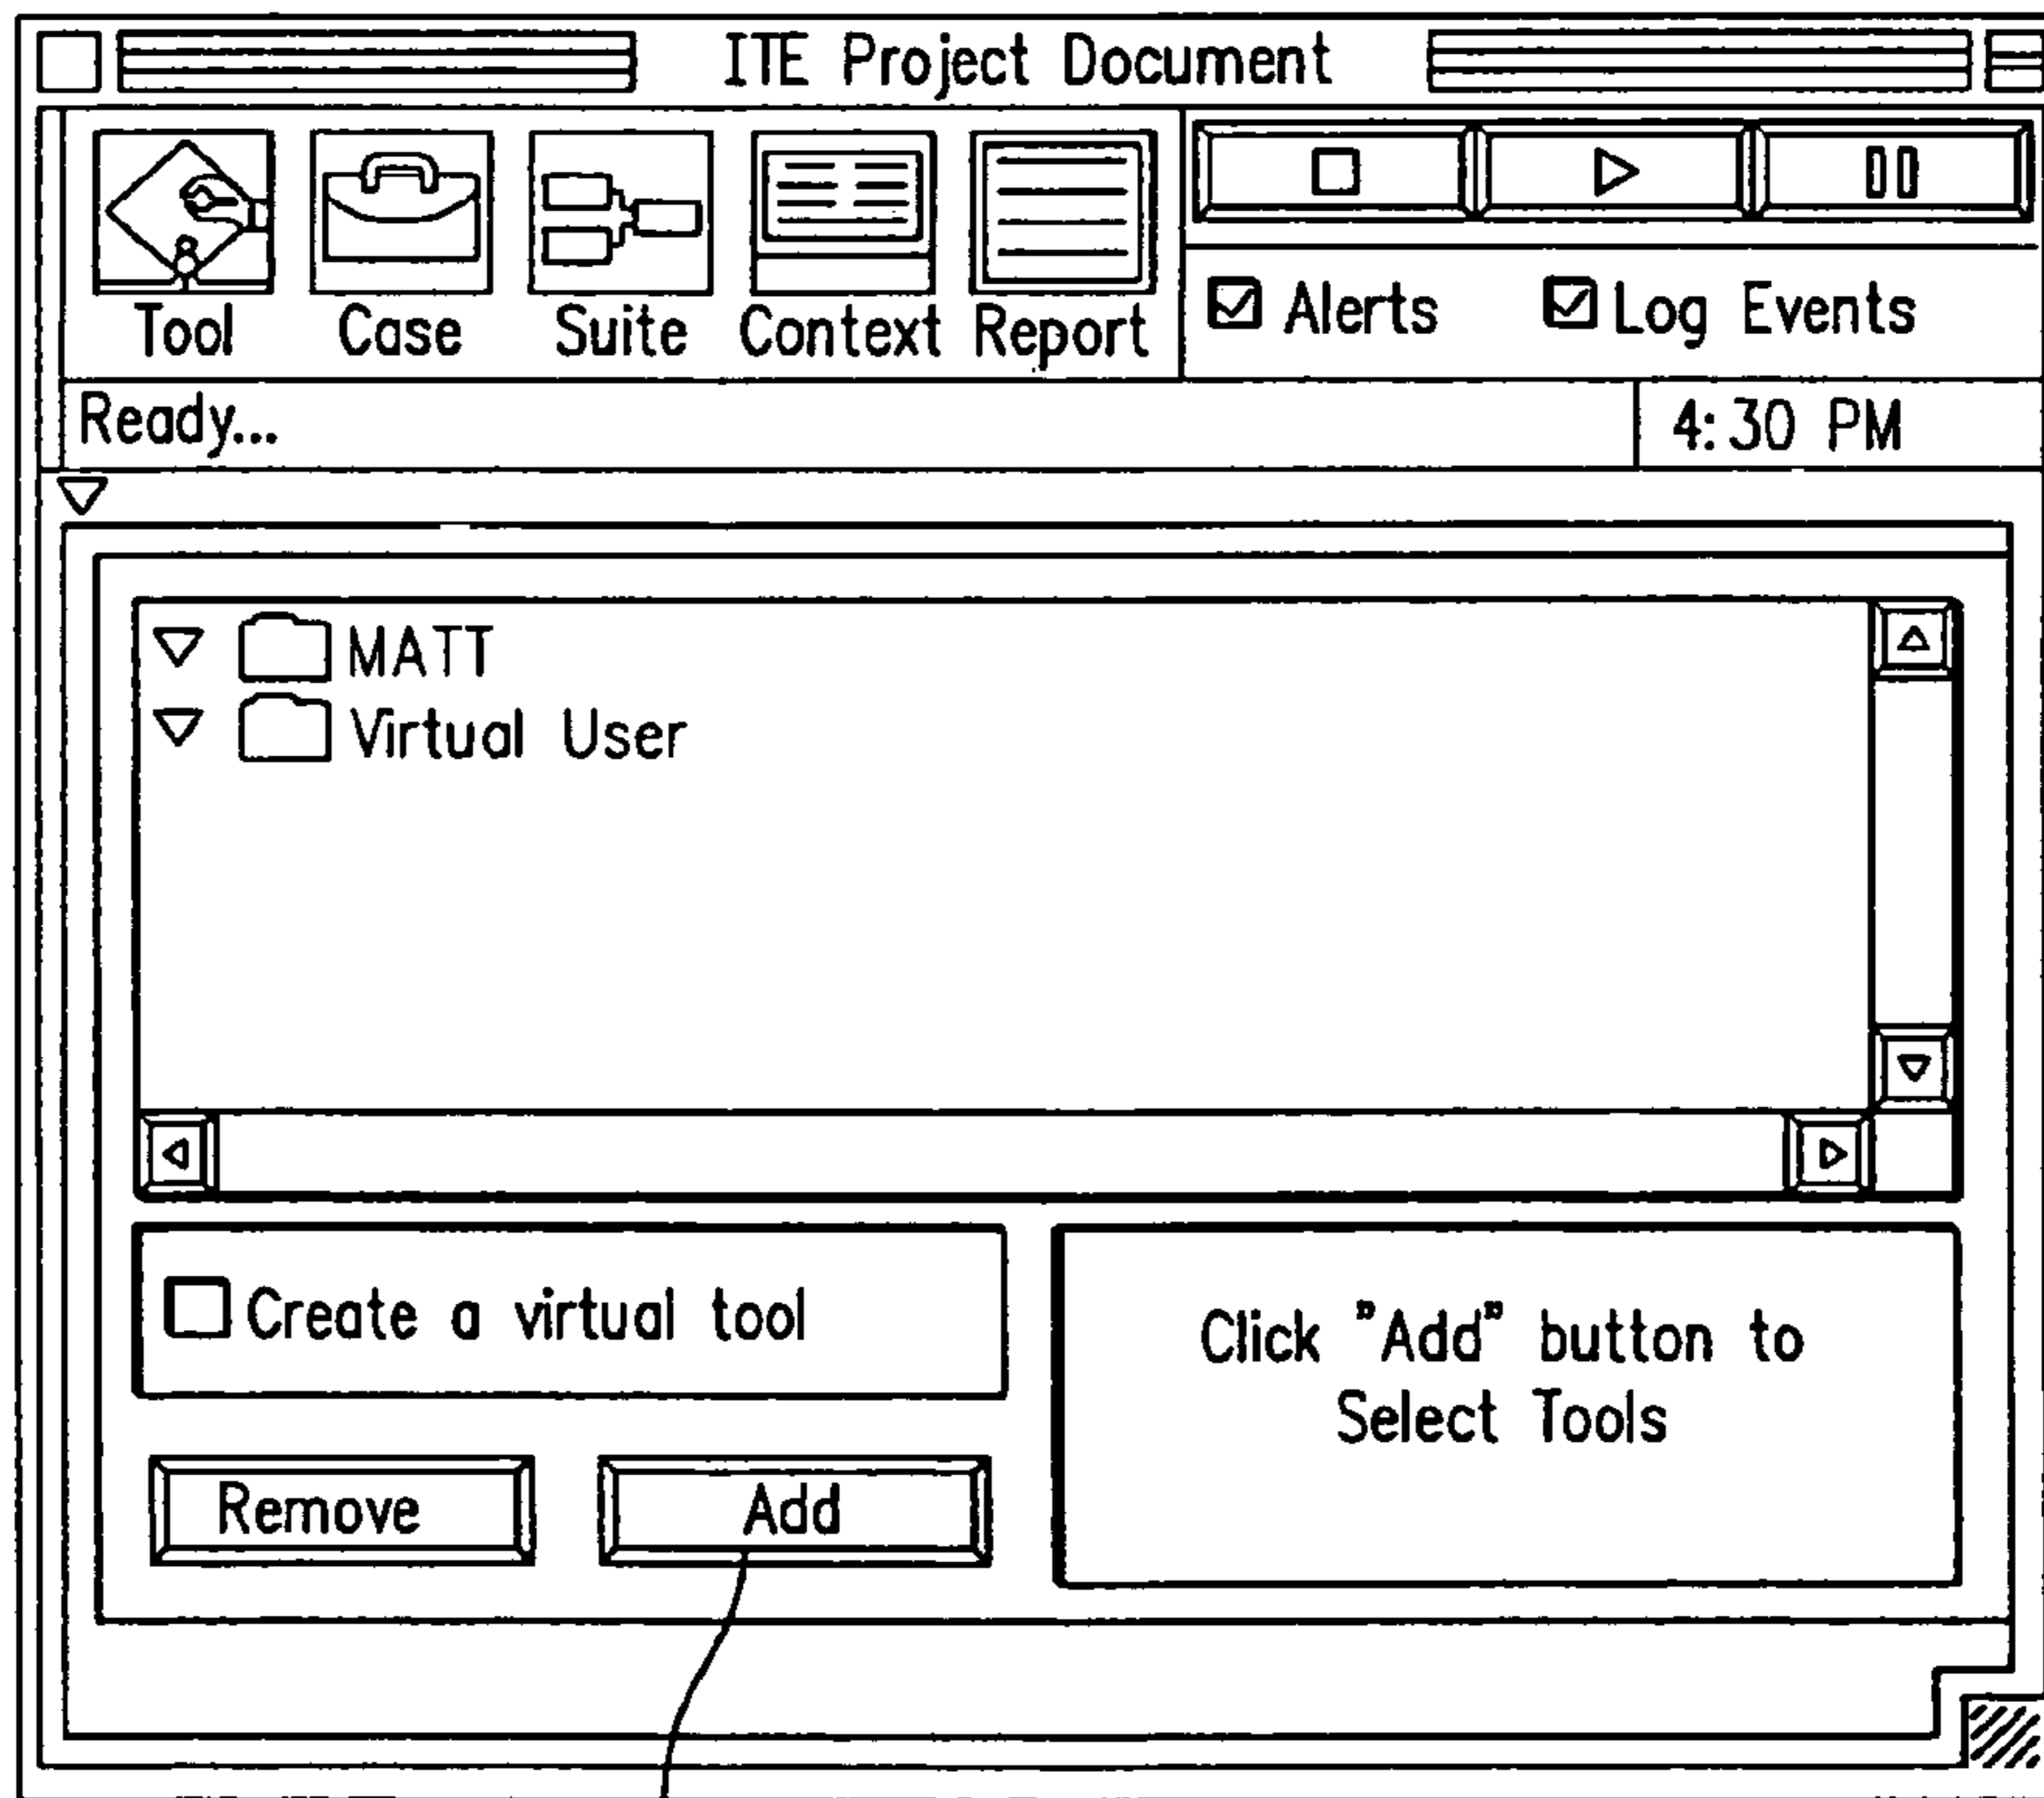 ITE Project Document
Tool Case Suite Context Report
Alerts Log Events
Ready...
4:30 PM
MATT
Virtual User
Create a virtual tool
Click "Add" button to
Select Tools
Remove
Add